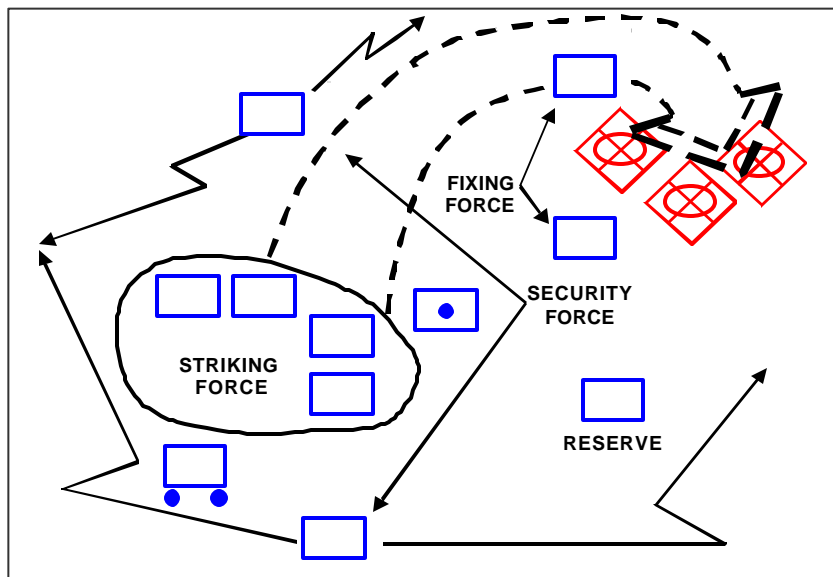 FIXING
FORCE
SECURITY
FORCE
STRIKING
FORCE
RESERVE